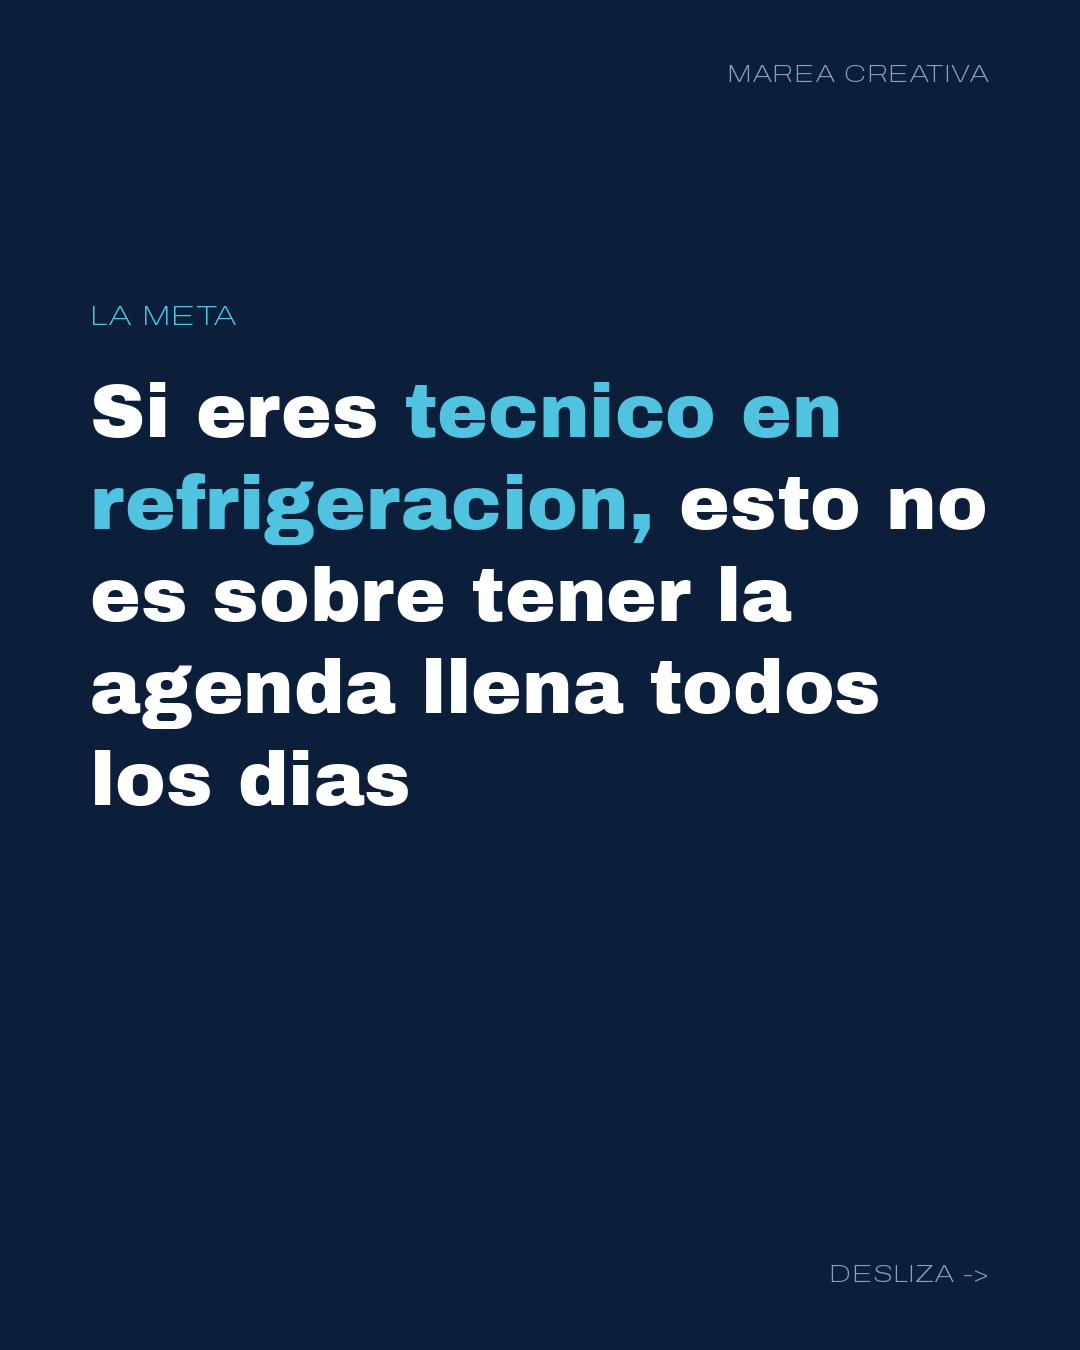 MAREA CREATIVA
LA META
Si eres tecnico en
refrigeracion, esto no
es sobre tener la
agenda llena todos
los dias
DESLIZA ->